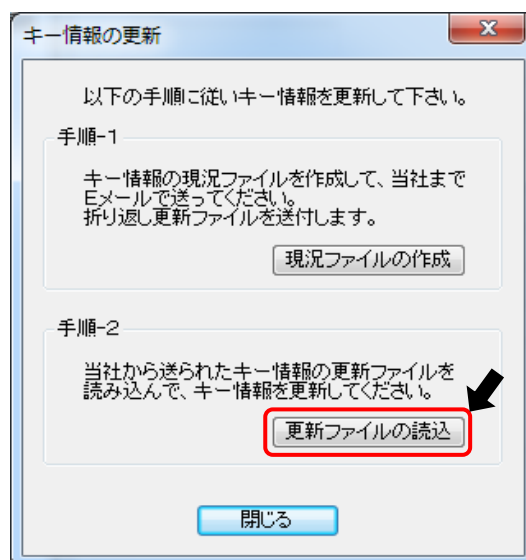 キー情報の更新
以下の手順に従いキー情報を更新して下さい。
手順-1
キー情報の現況ファイルを作成して、当社まで
Eメールで送ってください。
折り返し更新ファイルを送付します。
現況ファイルの作成
手順-2
当社から送られたキー情報の更新ファイルを
読み込んで、キー情報を更新してください。
更新ファイルの読込
閉じる